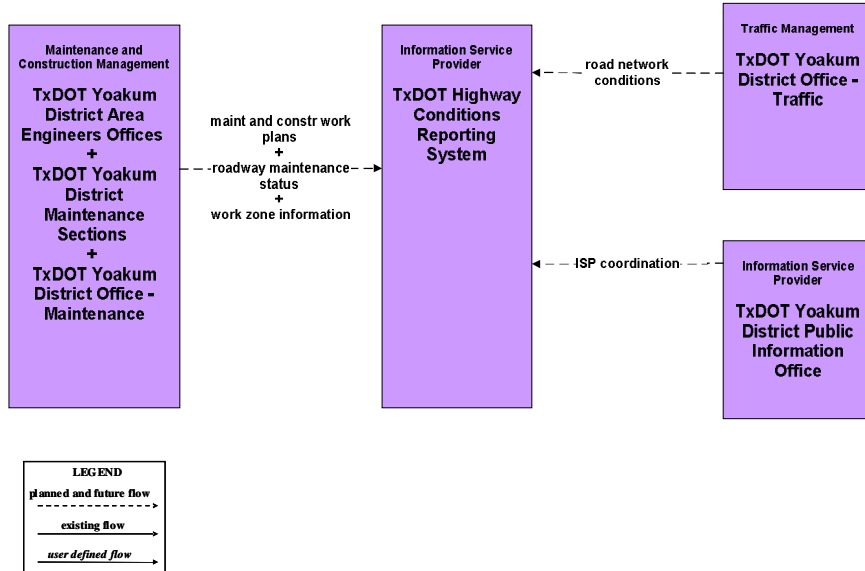 Maintenance and
Construction Management
TxDOT Yoakum
District Area
Engineers Offices
+
TxDOT Yoakum
District
Maintenance
Sections
+
TxDOT Yoakum
District Office -
Maintenance
maint and constr work
plans
+
roadway maintenance
status
+
work zone information
Information Service
Provider
TxDOT Highway
Conditions
Reporting
System
road network
conditions
ISP coordination
Traffic Management
TxDOT Yoakum
District Office -
Traffic
Information Service
Provider
TxDOT Yoakum
District Public
Information
Office
LEGEND
planned and future flow
existing flow
user defined flow